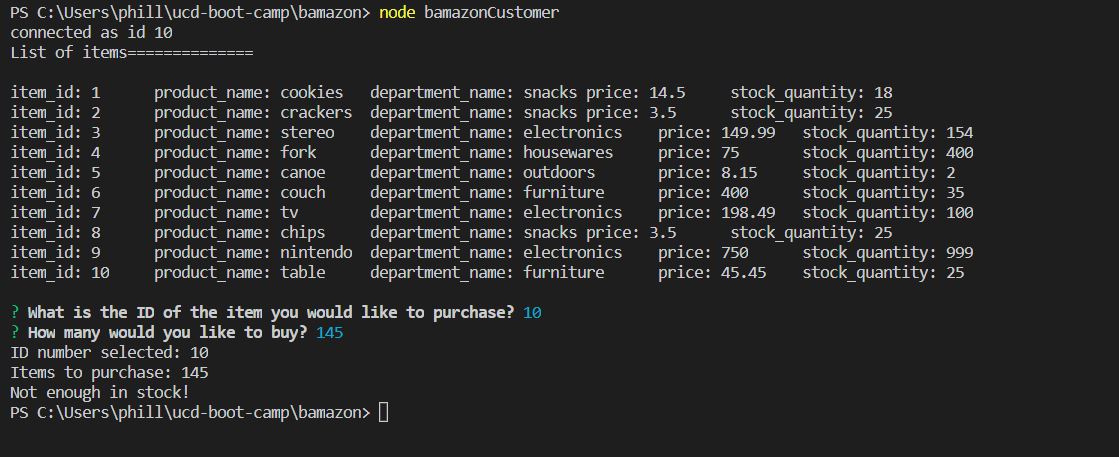 PS C:\Users\phill\ucd-boot-camp\bamazon> node bamazonCustomer
connected as id 10
List of items==============
item_id: 1 product_name: cookies department_name: snacks price: 14.5 stock_quantity: 18
item_id: 2 product_name: crackers department_name: snacks price: 3.5 stock_quantity: 25
item_id: 3 product_name: stereo department_name: electronics price: 149.99 stock_quantity: 154
item_id: 4 product_name: fork department_name: housewares price: 75 stock_quantity: 400
item_id: 5 product_name: canoe department_name: outdoors price: 8.15 stock_quantity: 2
item_id: 6 product_name: couch department_name: furniture price: 400 stock_quantity: 35
item_id: 7 product_name: tv department_name: electronics price: 198.49 stock_quantity: 100
item_id: 8 product_name: chips department_name: snacks price: 3.5 stock_quantity: 25
item_id: 9 product_name: nintendo department_name: electronics price: 750 stock_quantity: 999
item_id: 10 product_name: table department_name: furniture price: 45.45 stock_quantity: 25
? What is the ID of the item you would like to purchase? 10
? How many would you like to buy? 145
ID number selected: 10
Items to purchase: 145
Not enough in stock!
PS C:\Users\phill\ucd-boot-camp\bamazon>